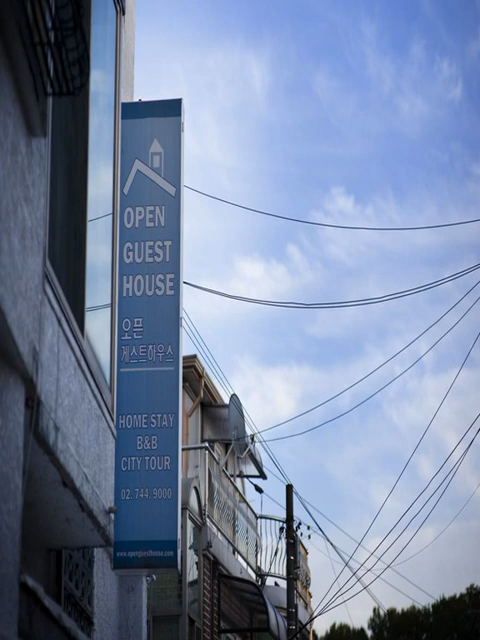 OPEN
GUEST
HOUSE
오픈
게스트하우스
HOME STAY
B&B
CITY TOUR
02. 744. 9000
www.openguesthouse.com